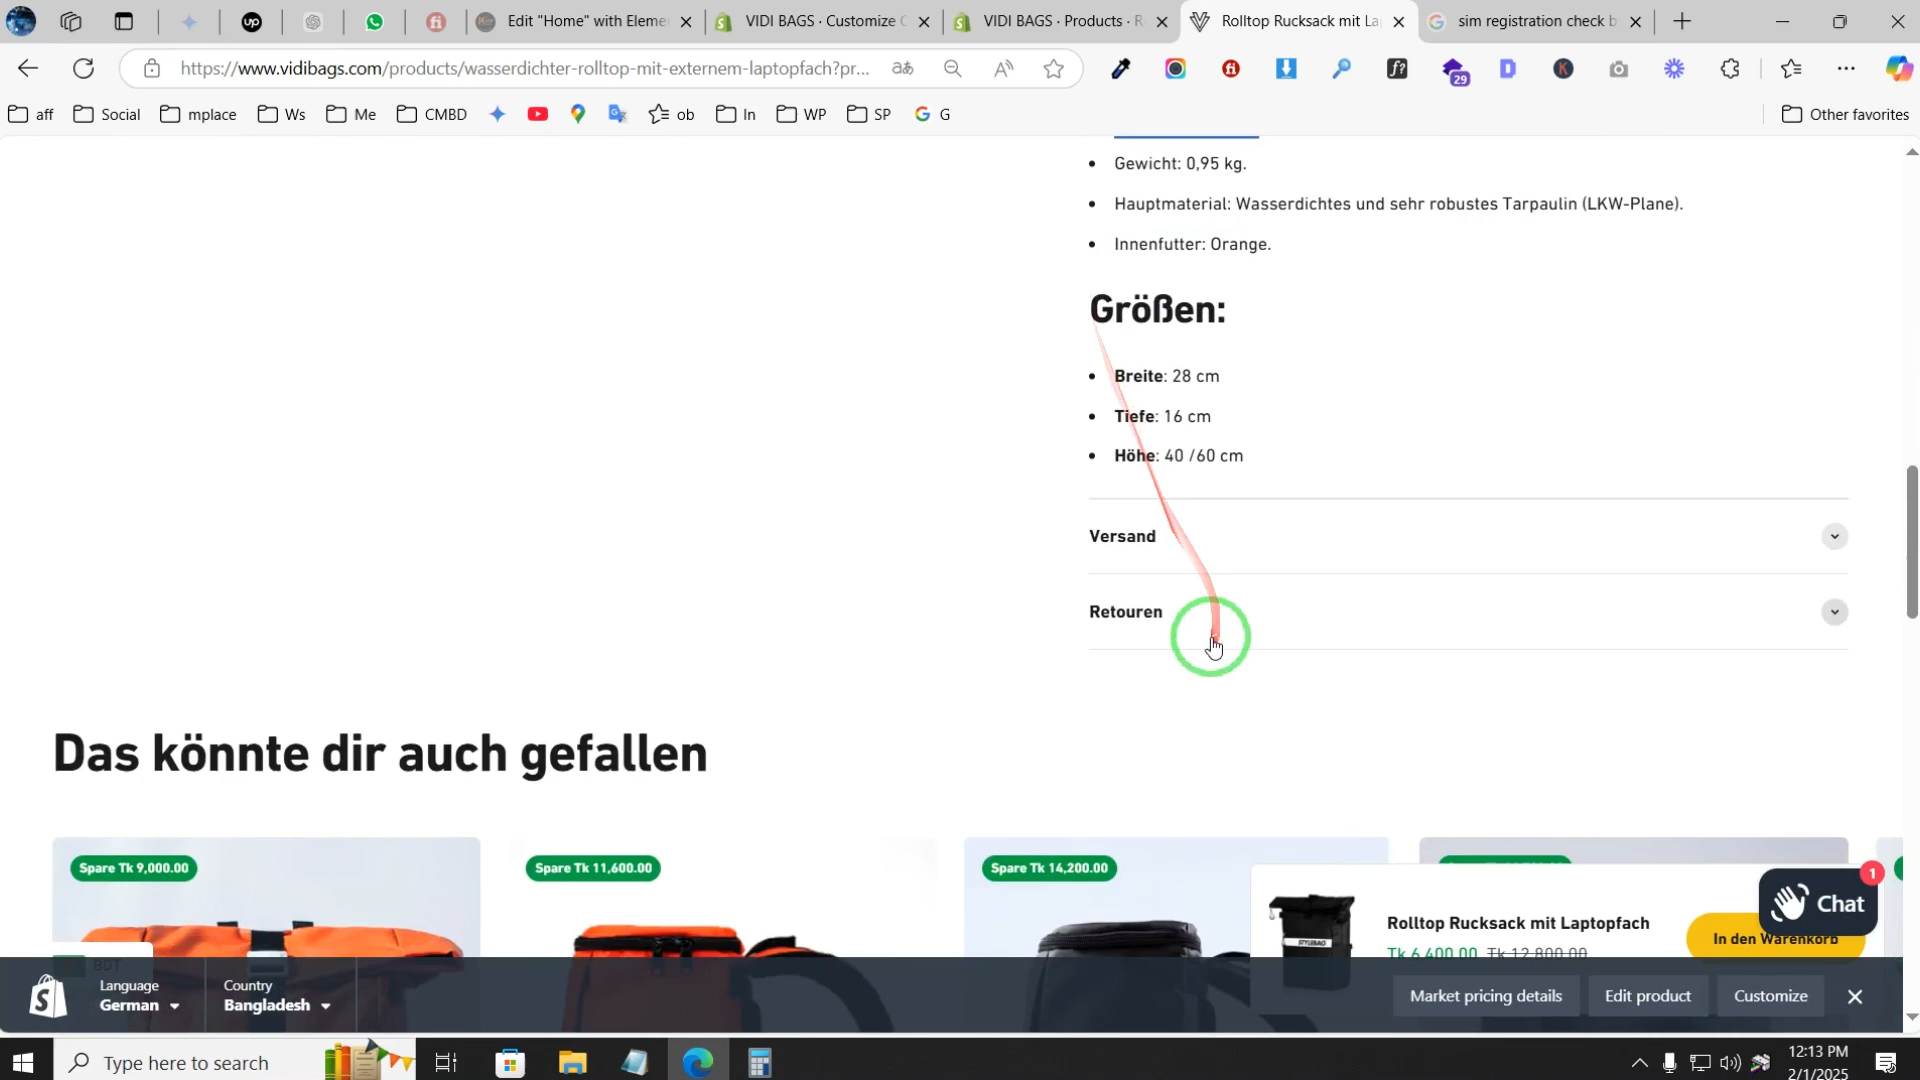 Edit "Home" with Eleme
VIDI BAGS · Customize
VIDI BAGS · Products · R
Rolltop Rucksack mit La
sim registration check b
https://www.vidibags.com/products/wasserdichter-rolltop-mit-externem-laptopfach?pr...
29
aff
Social
mplace
Ws
Me
CMBD
ob
In
WP
SP
G
Other favorites
Gewicht: 0,95 kg.
Hauptmaterial: Wasserdichtes und sehr robustes Tarpaulin (LKW-Plane).
Innenfutter: Orange.
Größen:
Breite: 28 cm
Tiefe: 16 cm
Höhe: 40 /60 cm
Versand
Retouren
Das könnte dir auch gefallen
Spare Tk 9,000.00
Spare Tk 11,600.00
Spare Tk 14,200.00
1
Chat
Rolltop Rucksack mit Laptopfach
Tk 6,400.00 Tk 12,800.00
In den Warenkorb
STYLEBAG
BDT
Language
German
Country
Bangladesh
Market pricing details
Edit product
Customize
Type here to search
12:13 PM
2/1/2025